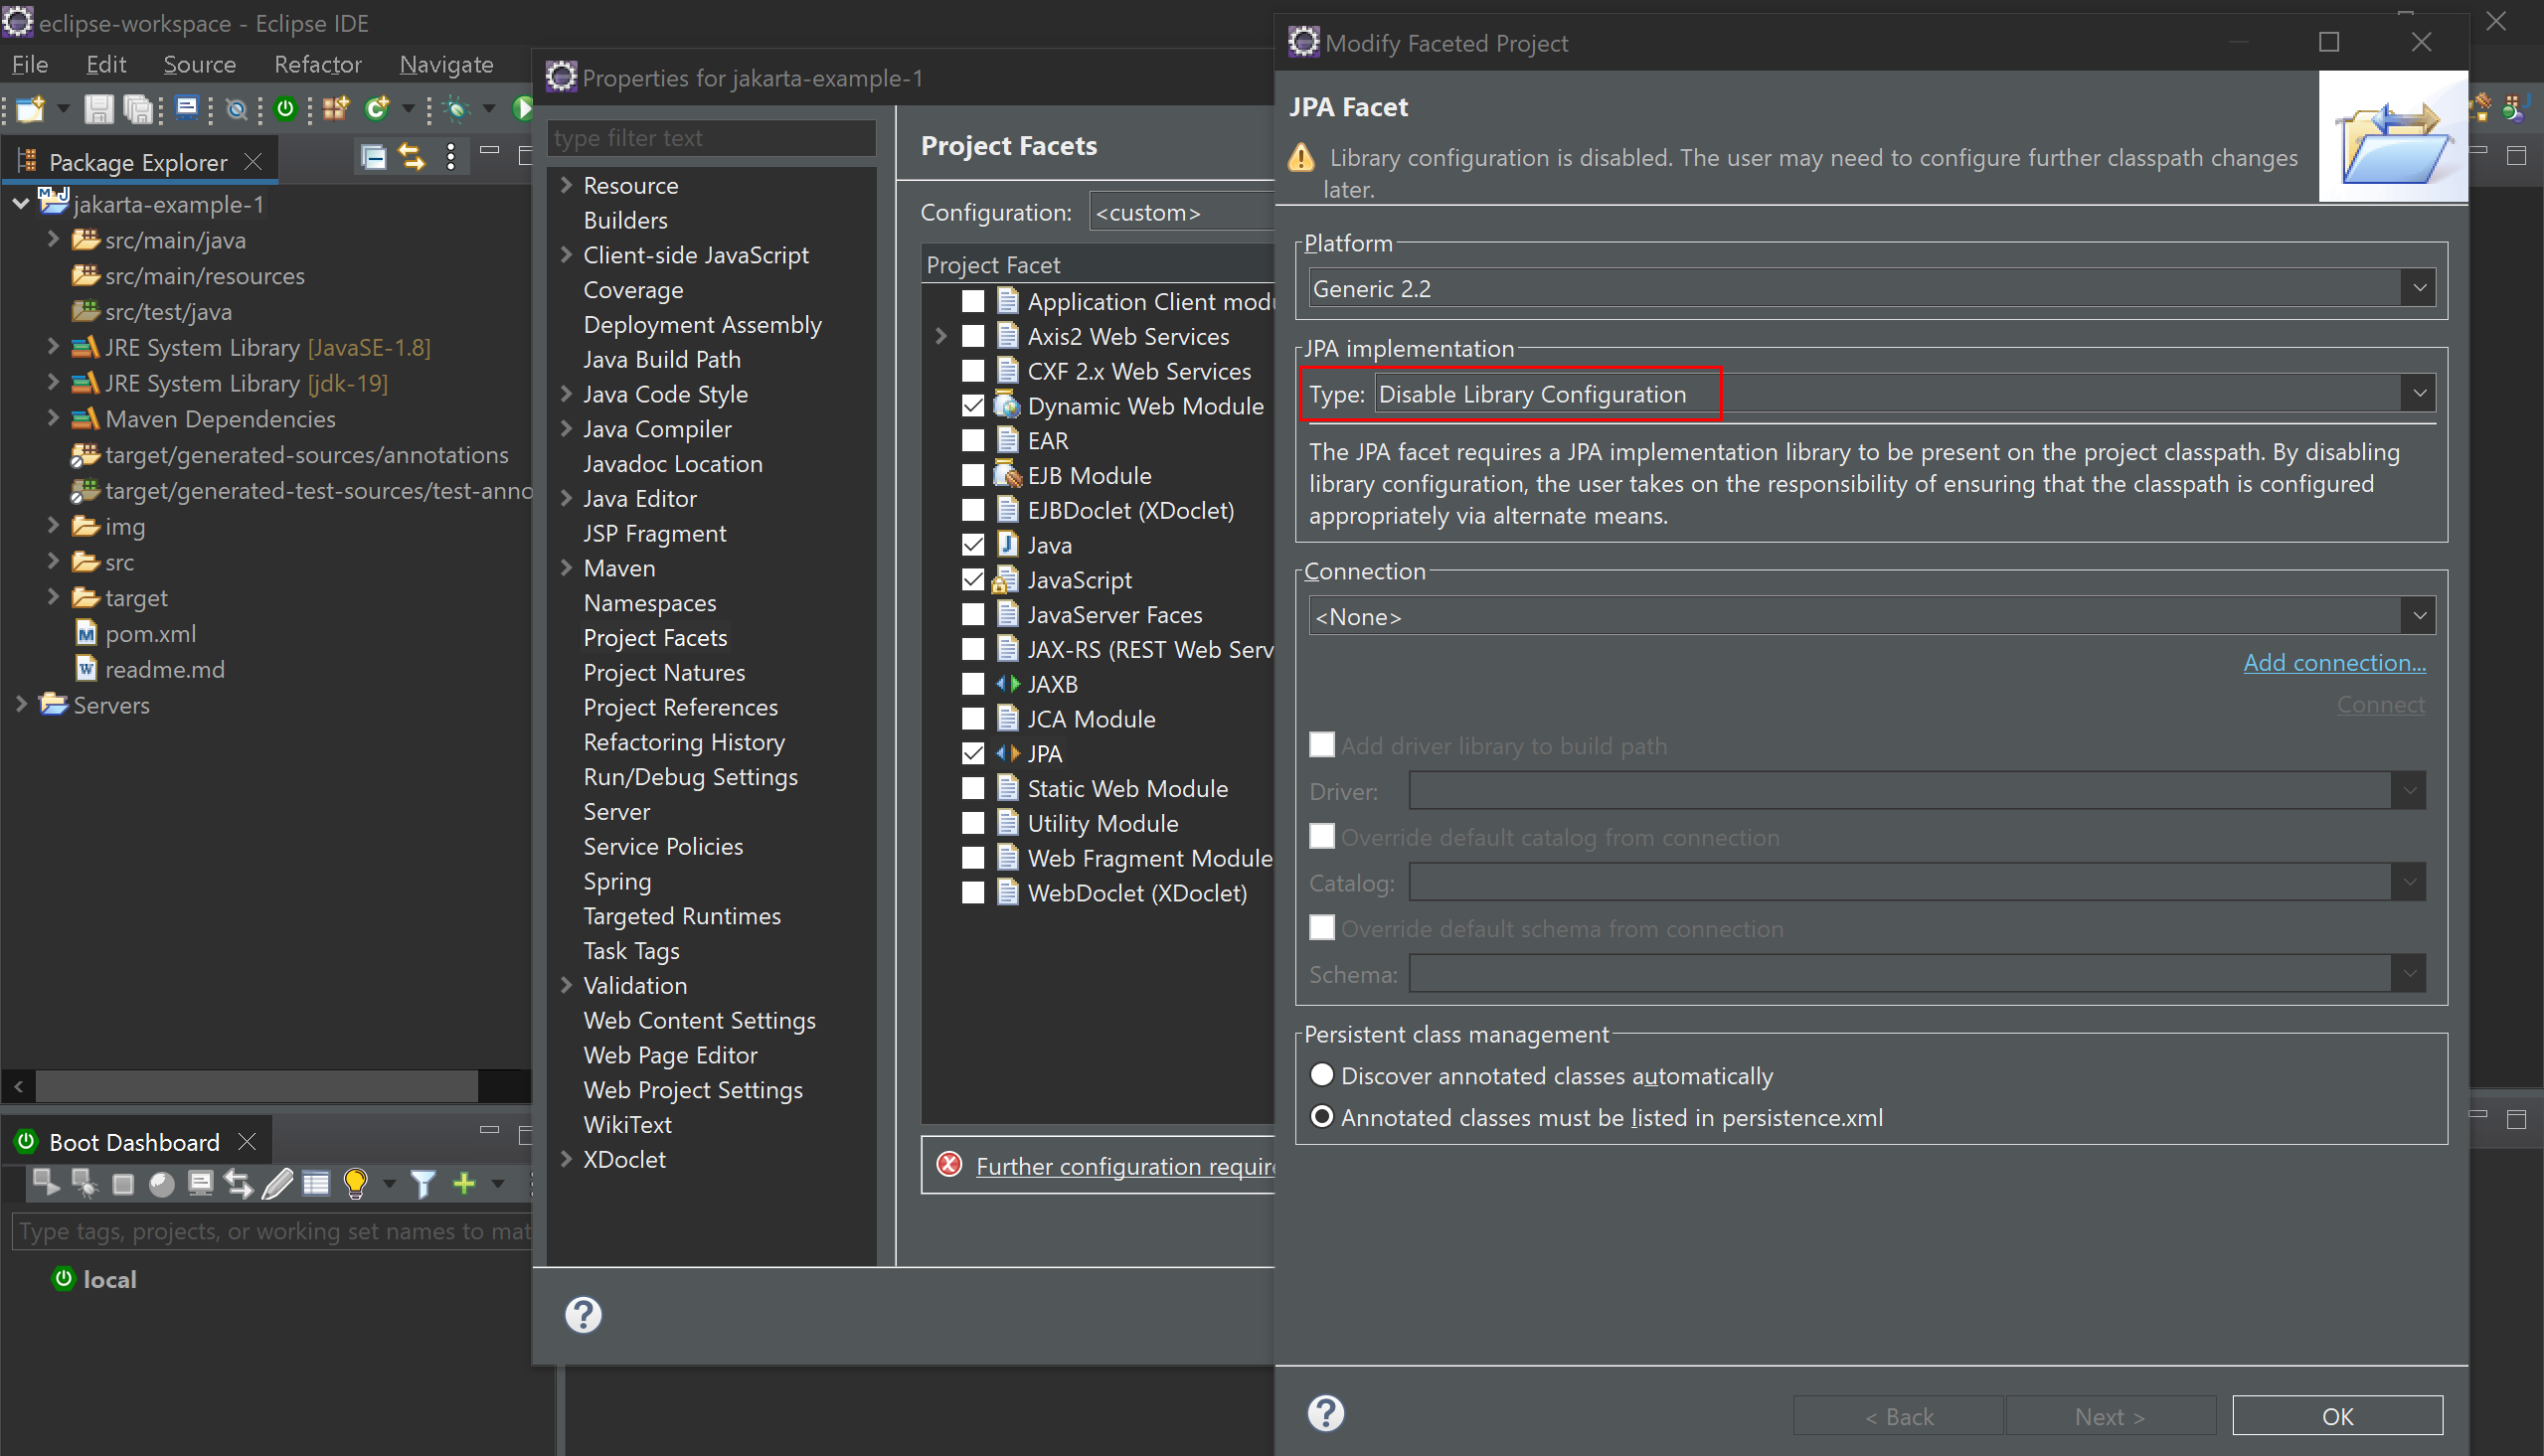 eclipse-workspace - Eclipse IDE
File Edit Source Refactor Navigate
Package Explorer
jakarta-example-1
src/main/java
src/main/resources
src/test/java
JRE System Library [JavaSE-1.8]
JRE System Library [jdk-19]
Maven Dependencies
target/generated-sources/annotations
target/generated-test-sources/test-anno
img
src
target
pom.xml
readme.md
Servers
Boot Dashboard
Type tags, projects, or working set names to mat
local
Properties for jakarta-example-1
type filter text
Resource
Builders
Client-side JavaScript
Coverage
Deployment Assembly
Java Build Path
Java Code Style
Java Compiler
Javadoc Location
Java Editor
JSP Fragment
Maven
Namespaces
Project Facets
Project Natures
Project References
Refactoring History
Run/Debug Settings
Server
Service Policies
Spring
Targeted Runtimes
Task Tags
Validation
Web Content Settings
Web Page Editor
Web Project Settings
WikiText
XDoclet
Project Facets
Configuration: <custom>
Project Facet
Application Client modu
Axis2 Web Services
CXF 2.x Web Services
Dynamic Web Module
EAR
EJB Module
EJBDoclet (XDoclet)
Java
JavaScript
JavaServer Faces
JAX-RS (REST Web Serv
JAXB
JCA Module
JPA
Static Web Module
Utility Module
Web Fragment Module
WebDoclet (XDoclet)
Further configuration require
Modify Faceted Project
JPA Facet
Library configuration is disabled. The user may need to configure further classpath changes
later.
Platform
Generic 2.2
JPA implementation
Type: Disable Library Configuration
The JPA facet requires a JPA implementation library to be present on the project classpath. By disabling
library configuration, the user takes on the responsibility of ensuring that the classpath is configured
appropriately via alternate means.
Connection
<None>
Add connection...
Connect
Add driver library to build path
Driver:
Override default catalog from connection
Catalog:
Override default schema from connection
Schema:
Persistent class management
Discover annotated classes automatically
Annotated classes must be listed in persistence.xml
< Back Next > OK